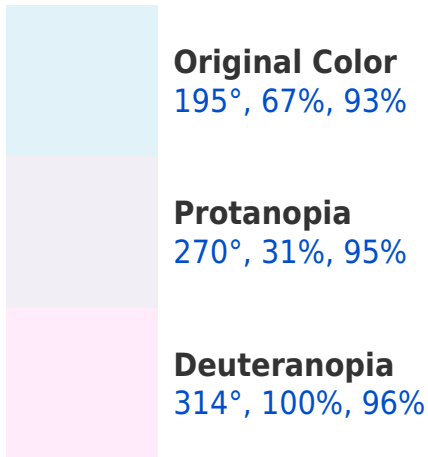 Original Color
195°, 67%, 93%
Protanopia
270°, 31%, 95%
Deuteranopia
314°, 100%, 96%